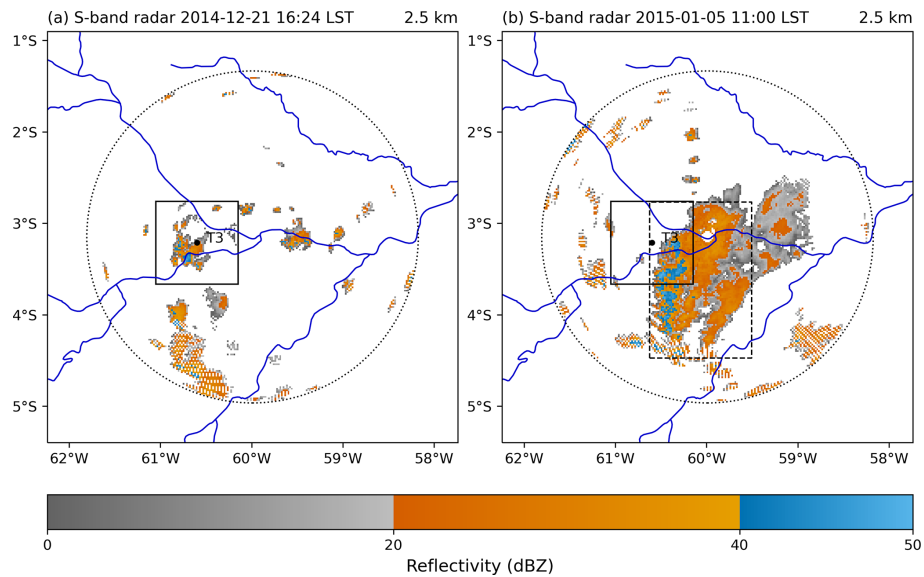 (a) S-band radar 2014-12-21 16:24 LST 2.5 km
(b) S-band radar 2015-01-05 11:00 LST 2.5 km
1°S
2°S
3°S
4°S
5°S
T3
62°W 61°W 60°W 59°W 58°W
1°S
2°S
3°S
4°S
5°S
T3
62°W 61°W 60°W 59°W 58°W
0 20 40 50
Reflectivity (dBZ)